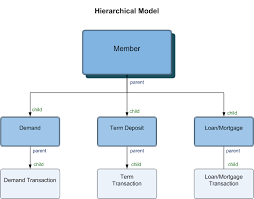 Hierarchical Model
Member
parent
child child child
Demand Term Deposit Loan/Mortgage
parent parent parent
child child child
Demand Transaction Term Transaction Loan/Mortgage Transaction